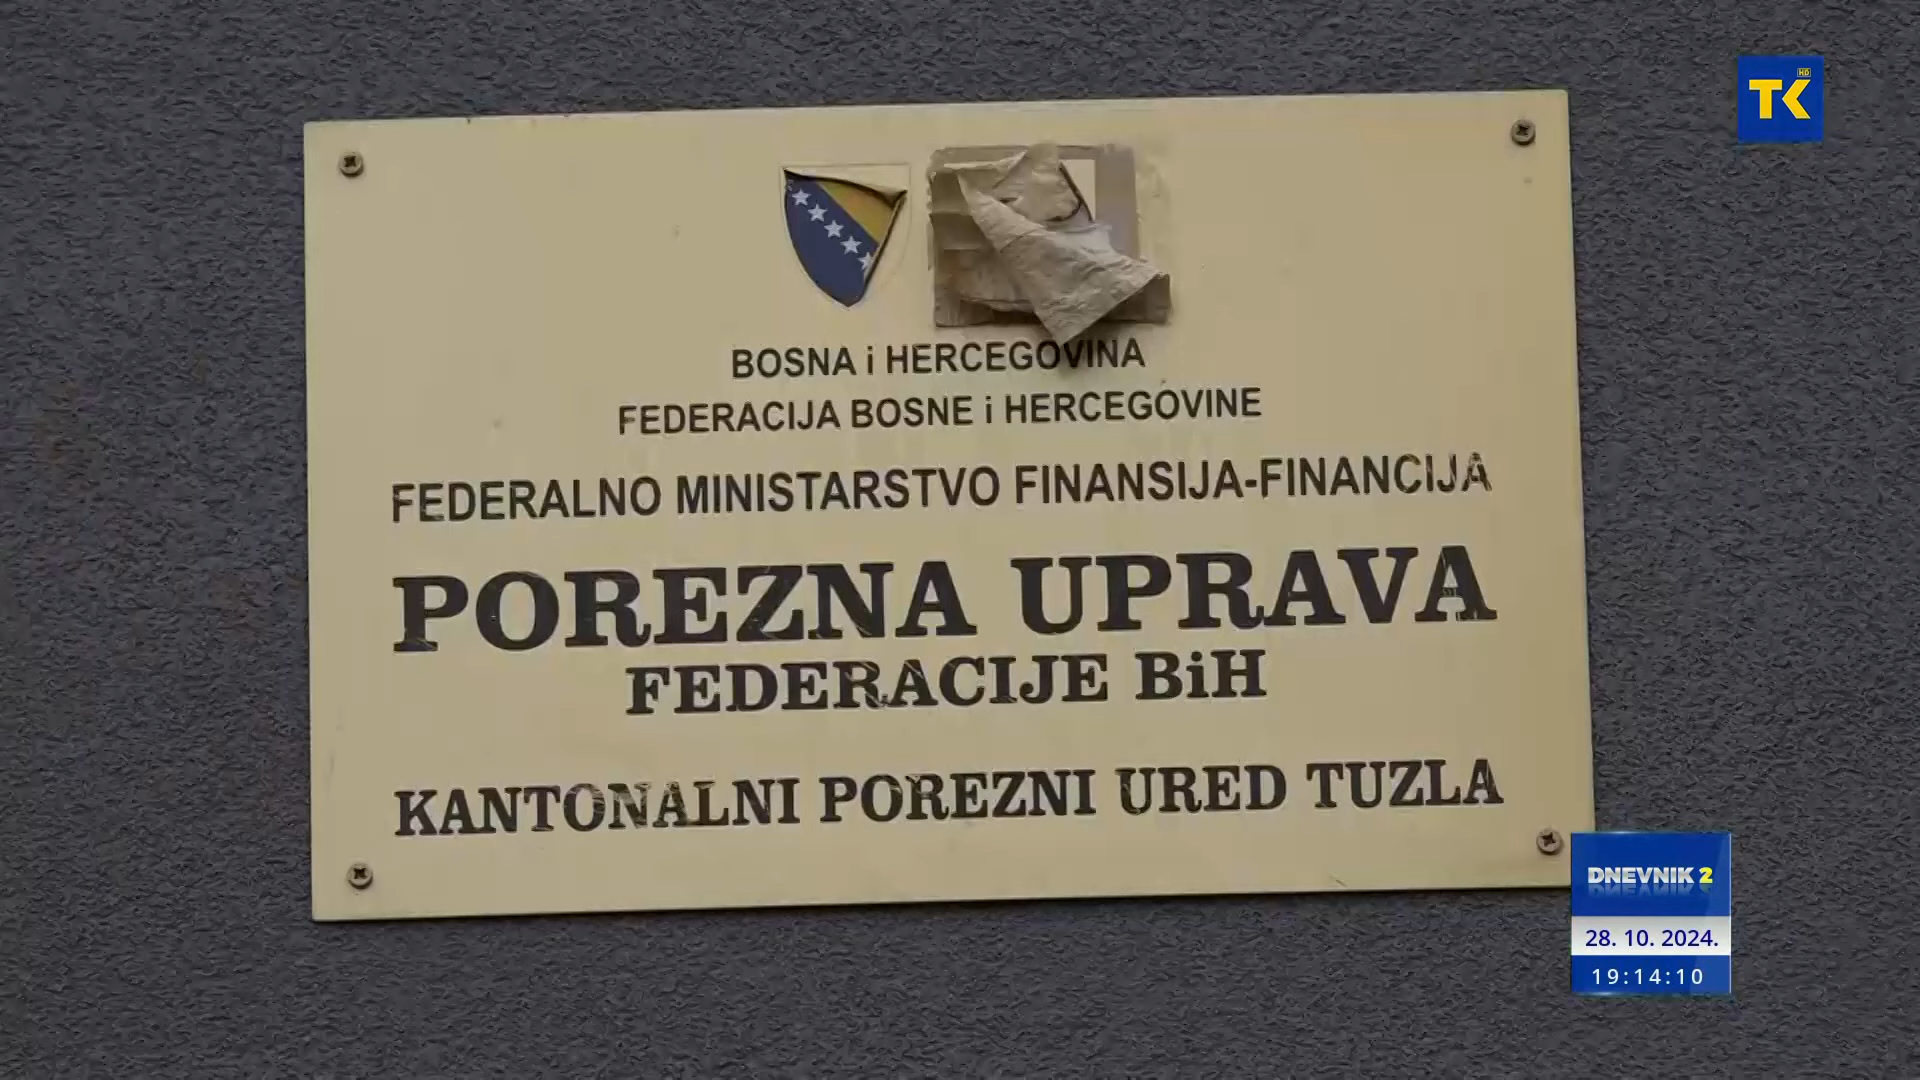 TK HD
BOSNA i HERCEGOVINA
FEDERACIJA BOSNE i HERCEGOVINE
FEDERALNO MINISTARSTVO FINANSIJA-FINANCIJA
POREZNA UPRAVA
FEDERACIJE BiH
KANTONALNI POREZNI URED TUZLA
DNEVNIK 2
28. 10. 2024.
19:14:10